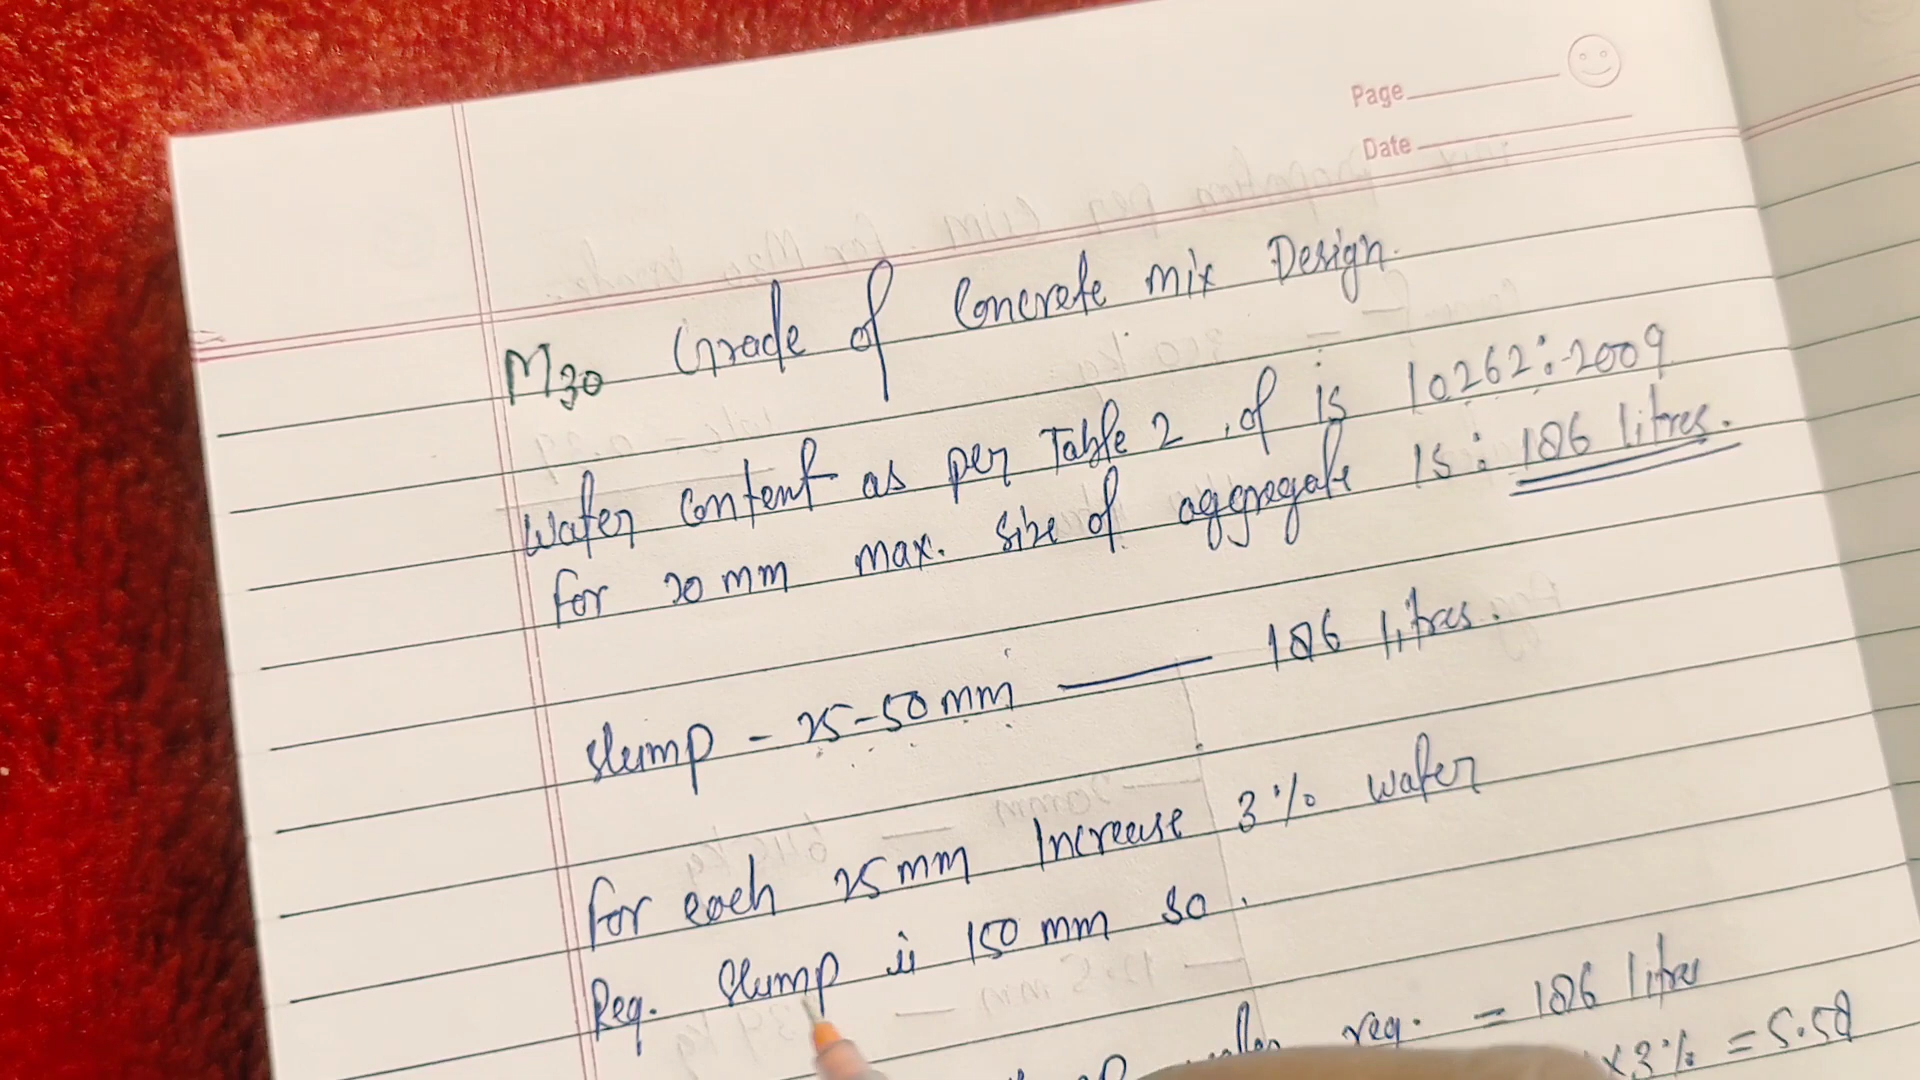 Page
Date
M30 Grade of Concrete mix Design.
Water content as per Table 2, of is 10262:2009
for 20 mm max. size of aggregate is: 186 litres.
slump - 25-50 mm — 186 litres.
for each 25 mm Increase 3% water
Req. slump is 150 mm so.
req. = 186 litres
x3% = 5.58